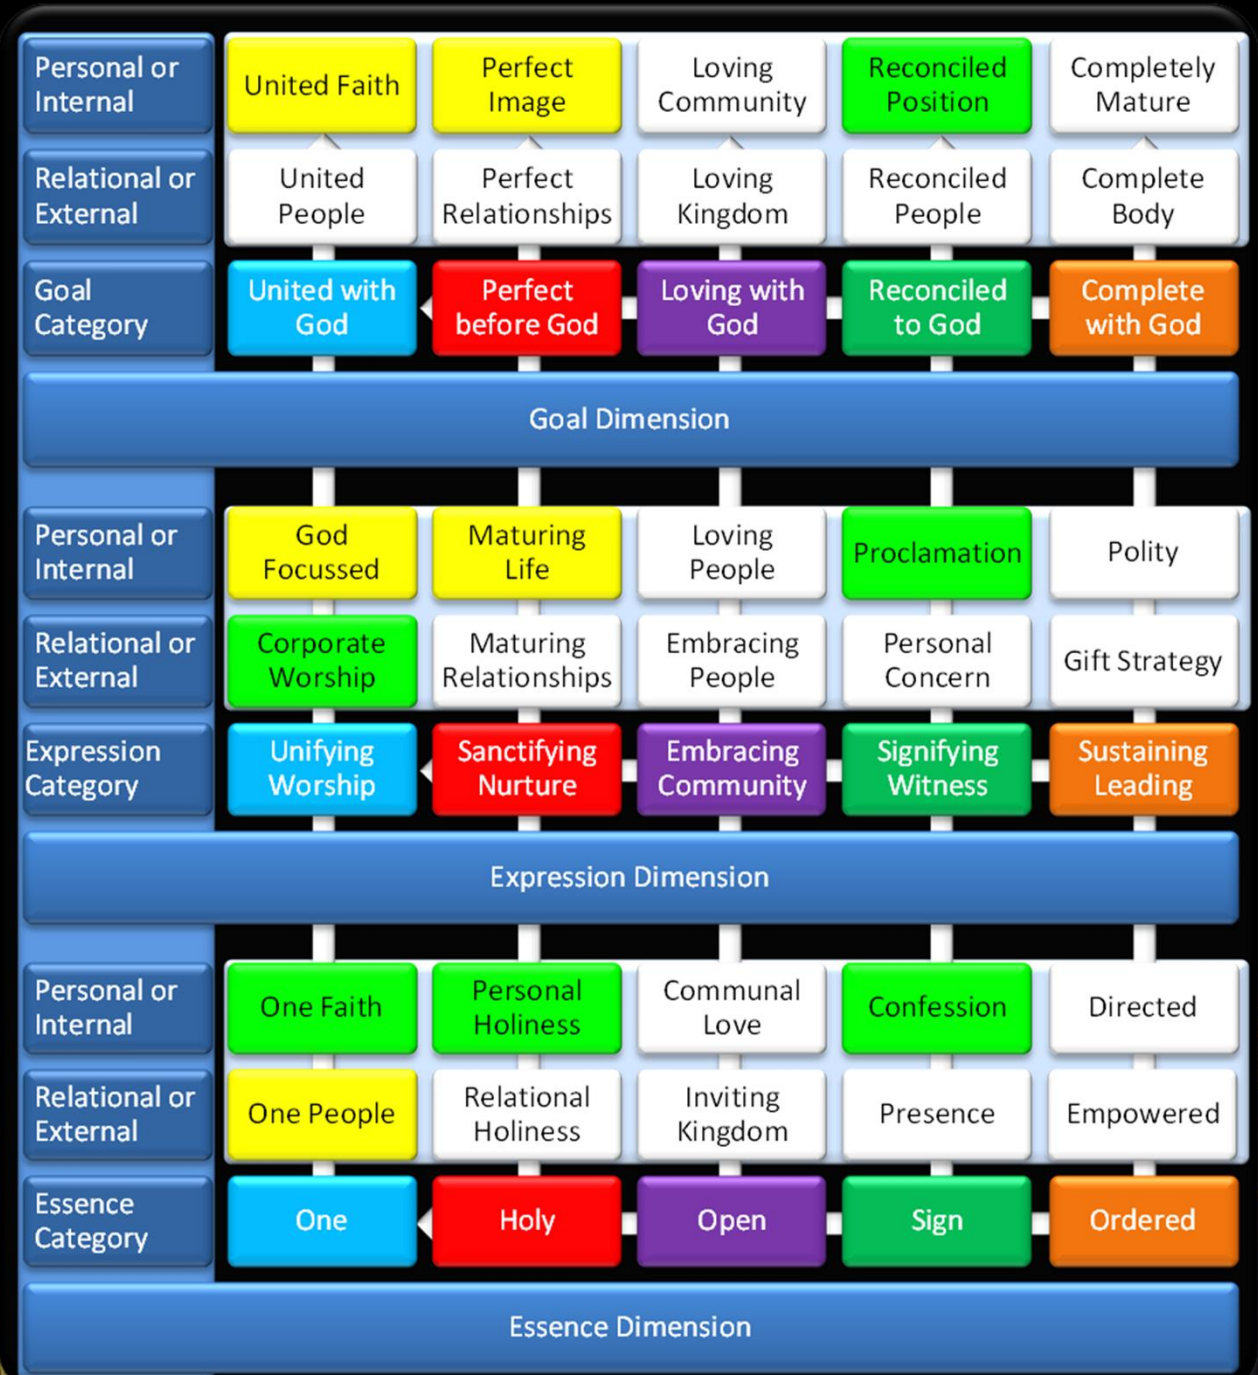 Personal or
Internal
United Faith
Perfect
Image
Loving
Community
Reconciled
Position
Completely
Mature
Relational or
External
United
People
Perfect
Relationships
Loving
Kingdom
Reconciled
People
Complete
Body
Goal
Category
United with
God
Perfect
before God
Loving with
God
Reconciled
to God
Complete
with God
Goal Dimension
Personal or
Internal
God
Focussed
Maturing
Life
Loving
People
Proclamation
Polity
Relational or
External
Corporate
Worship
Maturing
Relationships
Embracing
People
Personal
Concern
Gift Strategy
Expression
Category
Unifying
Worship
Sanctifying
Nurture
Embracing
Community
Signifying
Witness
Sustaining
Leading
Expression Dimension
Personal or
Internal
One Faith
Personal
Holiness
Communal
Love
Confession
Directed
Relational or
External
One People
Relational
Holiness
Inviting
Kingdom
Presence
Empowered
Essence
Category
One
Holy
Open
Sign
Ordered
Essence Dimension